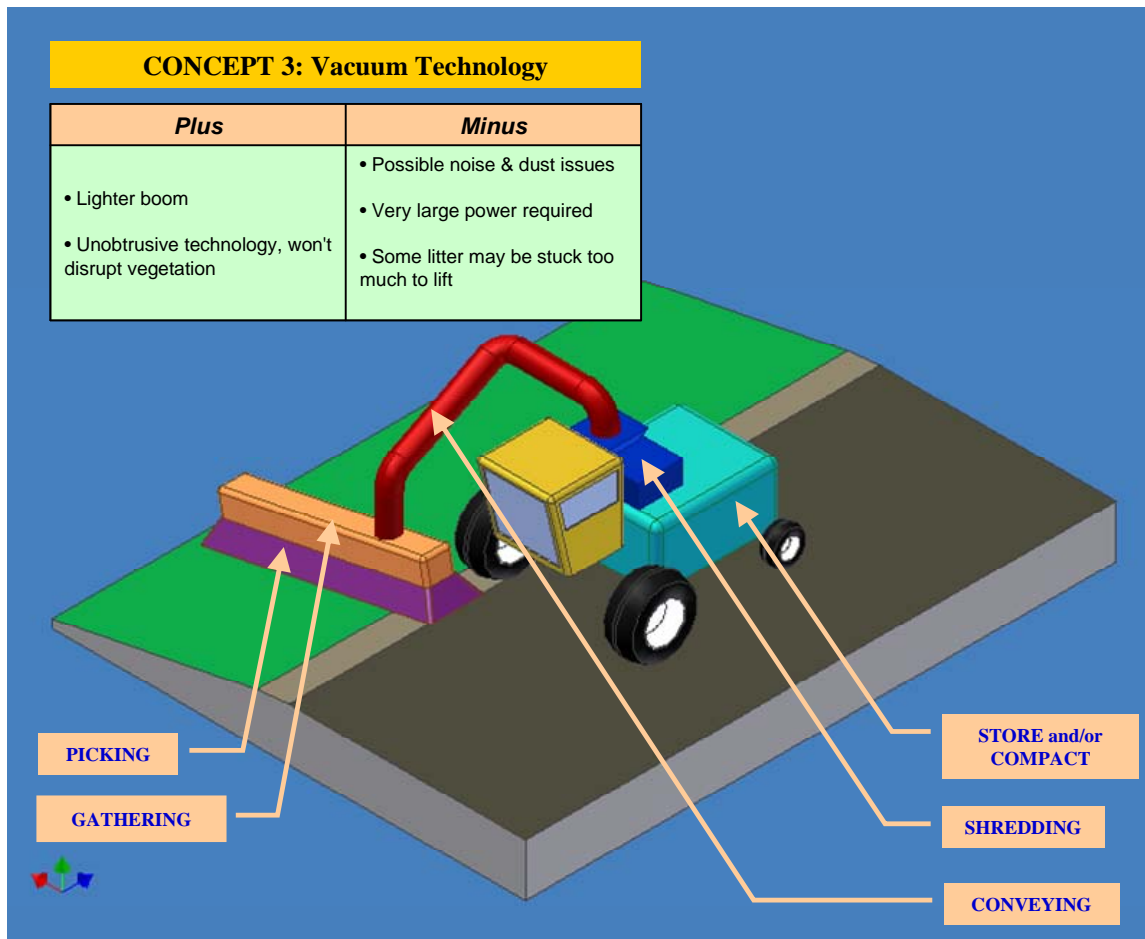 CONCEPT 3: Vacuum Technology
Plus
Minus
• Lighter boom
• Unobtrusive technology, won't
disrupt vegetation
• Possible noise & dust issues
• Very large power required
• Some litter may be stuck too
much to lift
PICKING
GATHERING
STORE and/or
COMPACT
SHREDDING
CONVEYING